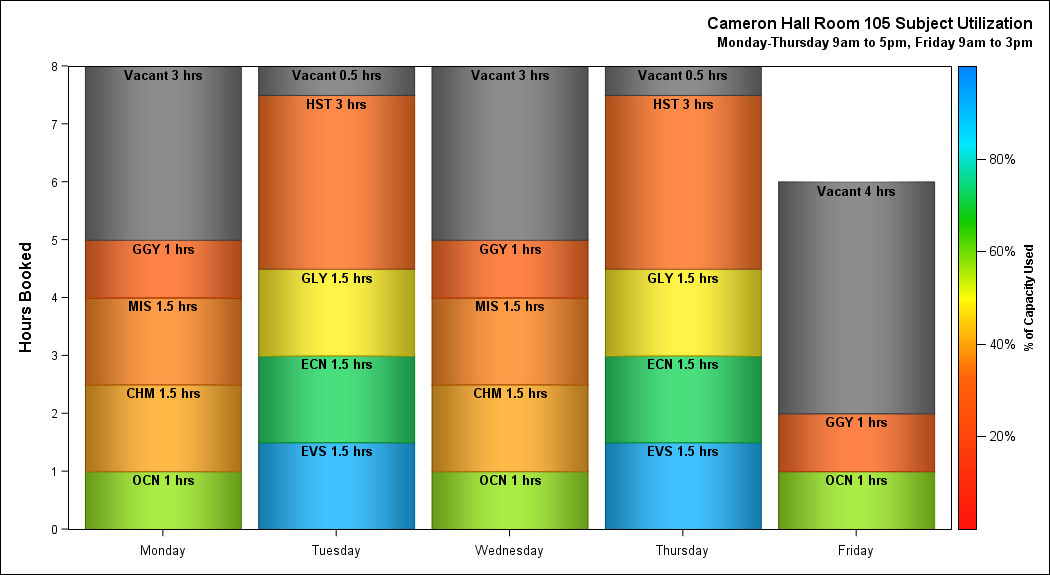 Cameron Hall Room 105 Subject Utilization
Monday-Thursday 9am to 5pm, Friday 9am to 3pm
Hours Booked
8
7
6
5
4
3
2
1
0
Vacant 3 hrs
GGY 1 hrs
MIS 1.5 hrs
CHM 1.5 hrs
OCN 1 hrs
Monday
Vacant 0.5 hrs
HST 3 hrs
GLY 1.5 hrs
ECN 1.5 hrs
EVS 1.5 hrs
Tuesday
Vacant 3 hrs
GGY 1 hrs
MIS 1.5 hrs
CHM 1.5 hrs
OCN 1 hrs
Wednesday
Vacant 0.5 hrs
HST 3 hrs
GLY 1.5 hrs
ECN 1.5 hrs
EVS 1.5 hrs
Thursday
Vacant 4 hrs
GGY 1 hrs
OCN 1 hrs
Friday
80%
60%
40%
20%
% of Capacity Used